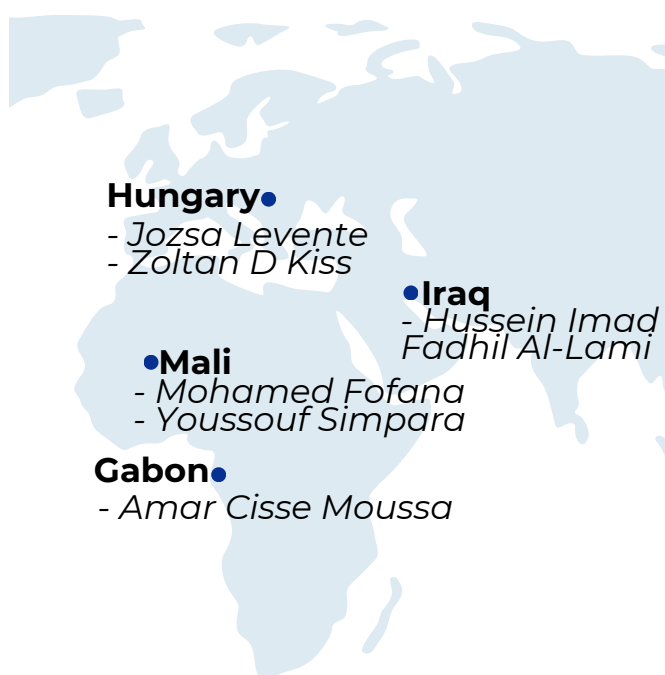 Hungary
- Jozsa Levente
- Zoltan D Kiss
Iraq
- Hussein Imad
Fadhil Al-Lami
Mali
- Mohamed Fofana
- Youssouf Simpara
Gabon
- Amar Cisse Moussa